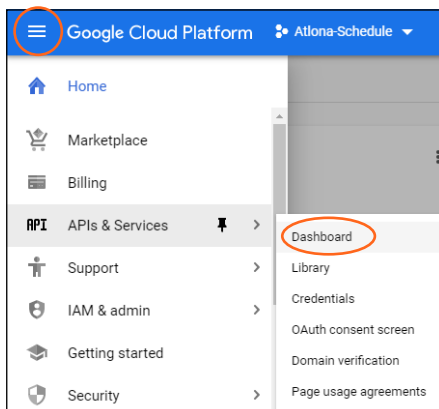 Google Cloud Platform Atlona-Schedule
Home
Marketplace
Billing
API APIs & Services
Support
IAM & admin
Getting started
Security
Dashboard
Library
Credentials
OAuth consent screen
Domain verification
Page usage agreements